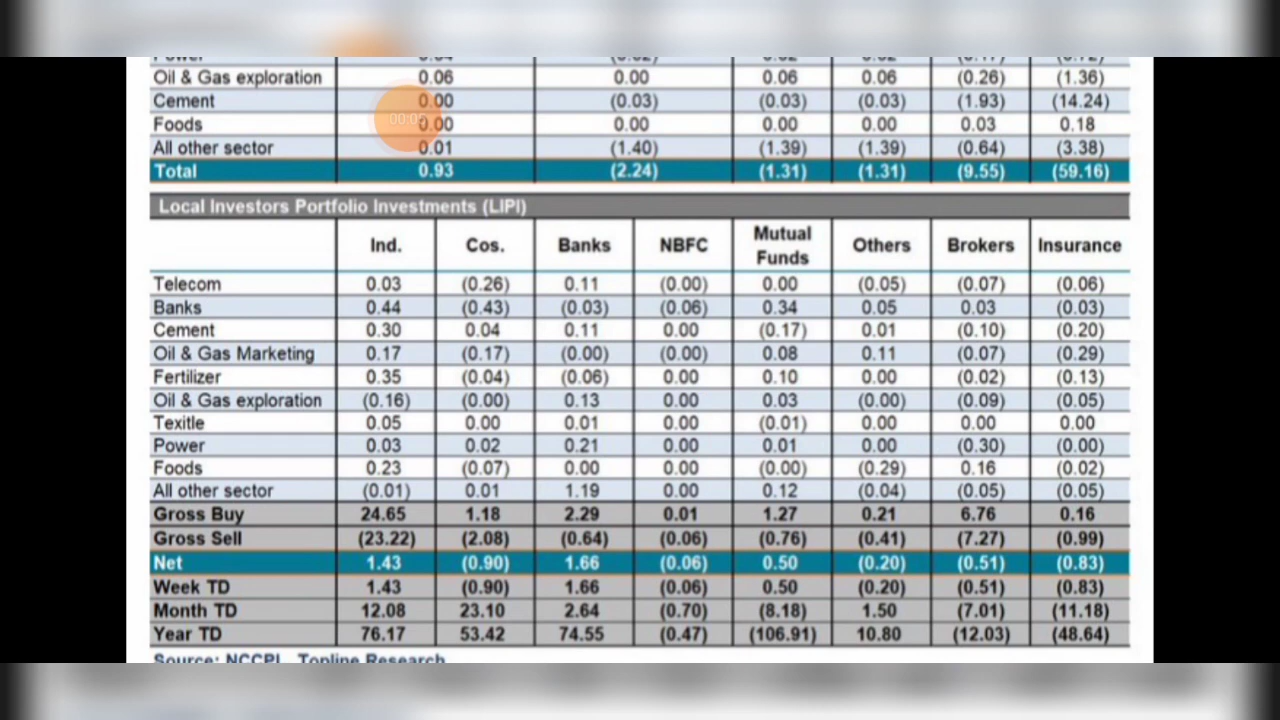 Oil & Gas exploration 0.06 0.00 0.06 0.06 (0.26) (1.36)
Cement 0.00 (0.03) (0.03) (0.03) (1.93) (14.24)
Foods 0.00 0.00 0.00 0.00 0.03 0.18
All other sector 0.01 (1.40) (1.39) (1.39) (0.64) (3.38)
Total 0.93 (2.24) (1.31) (1.31) (9.55) (59.16)
Local Investors Portfolio Investments (LIPI)
Ind. Cos. Banks NBFC Mutual Funds Others Brokers Insurance
Telecom 0.03 (0.26) 0.11 (0.00) 0.00 (0.05) (0.07) (0.06)
Banks 0.44 (0.43) (0.03) (0.06) 0.34 0.05 0.03 (0.03)
Cement 0.30 0.04 0.11 0.00 (0.17) 0.01 (0.10) (0.20)
Oil & Gas Marketing 0.17 (0.17) (0.00) (0.00) 0.08 0.11 (0.07) (0.29)
Fertilizer 0.35 (0.04) (0.06) 0.00 0.10 0.00 (0.02) (0.13)
Oil & Gas exploration (0.16) (0.00) 0.13 0.00 0.03 (0.00) (0.09) (0.05)
Texitle 0.05 0.00 0.01 0.00 (0.01) 0.00 0.00 0.00
Power 0.03 0.02 0.21 0.00 0.01 0.00 (0.30) (0.00)
Foods 0.23 (0.07) 0.00 0.00 (0.00) (0.29) 0.16 (0.02)
All other sector (0.01) 0.01 1.19 0.00 0.12 (0.04) (0.05) (0.05)
Gross Buy 24.65 1.18 2.29 0.01 1.27 0.21 6.76 0.16
Gross Sell (23.22) (2.08) (0.64) (0.06) (0.76) (0.41) (7.27) (0.99)
Net 1.43 (0.90) 1.66 (0.06) 0.50 (0.20) (0.51) (0.83)
Week TD 1.43 (0.90) 1.66 (0.06) 0.50 (0.20) (0.51) (0.83)
Month TD 12.08 23.10 2.64 (0.70) (8.18) 1.50 (7.01) (11.18)
Year TD 76.17 53.42 74.55 (0.47) (106.91) 10.80 (12.03) (48.64)
Source: NCCPL, Topline Research